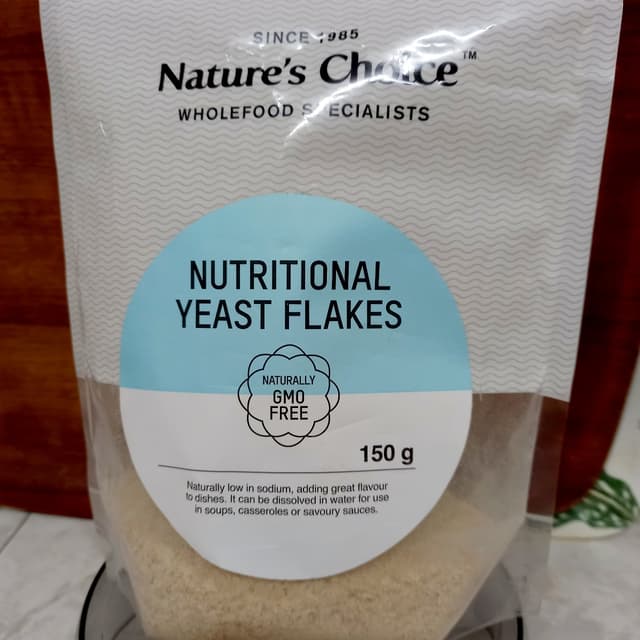 SINCE 1985
Nature's Choice™
WHOLEFOOD SPECIALISTS
NUTRITIONAL
YEAST FLAKES
NATURALLY
GMO
FREE
150 g
Naturally low in sodium, adding great flavour
to dishes. It can be dissolved in water for use
in soups, casseroles or savoury sauces.